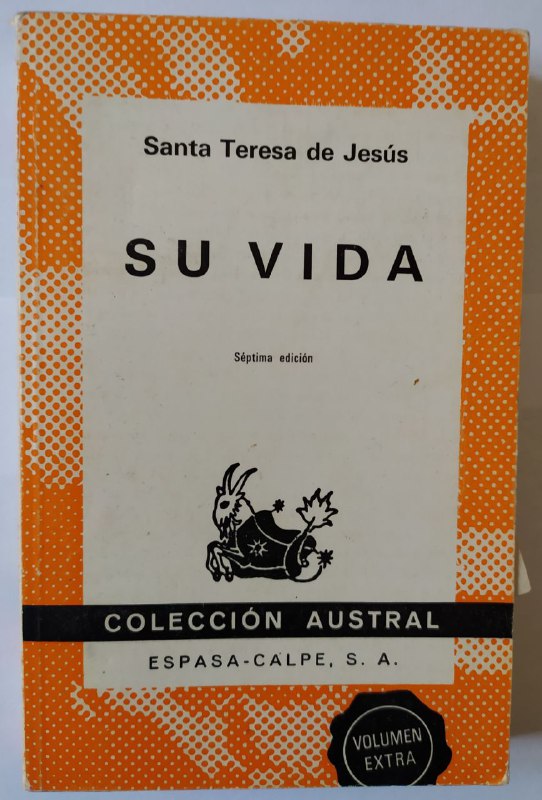 Santa Teresa de Jesús
SU VIDA
Séptima edición
COLECCIÓN AUSTRAL
ESPASA-CALPE, S. A.
VOLUMEN
EXTRA